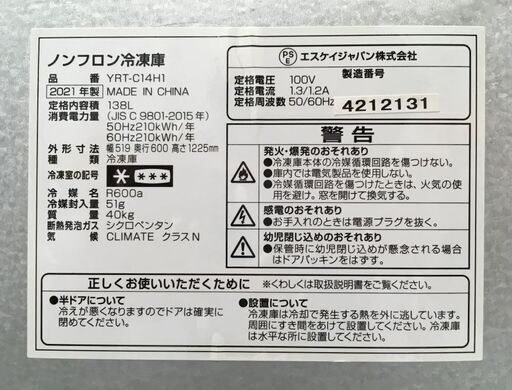 ノンフロン冷凍庫
品番 YRT-C14H1
2021年製 MADE IN CHINA
定格内容積 138L
消費電力量 (JIS C 9801-2015年)
50Hz210kWh/年
60Hz210kWh/年
外形寸法 幅519 奥行600 高さ1225mm
種類 冷凍庫
冷凍室の記号
冷媒 R600a
冷媒封入量 51g
質量 40kg
断熱発泡ガス シクロペンタン
気候 CLIMATE クラスN
PS
E
エスケイジャパン株式会社
定格電圧: 100V
定格電流: 1.3/1.2A
定格周波数: 50/60Hz
製造番号
4212131
警告
発火・爆発のおそれあり
●冷凍庫本体の冷媒循環回路を傷つけない。
●庫内では電気製品を使用しない。
●冷媒循環回路を傷つけたときは、火気の使用を避け、窓を開けて換気する。
感電のおそれあり
●お手入れのときは電源プラグを抜く。
幼児閉じ込めのおそれあり
●保管時に幼児閉じ込めが懸念される場合はドアパッキンをはずす。
正しくお使いいただくために ※くわしくは取扱説明書をご覧ください。
●半ドアについて
冷えが悪くなりますのでドアは確実に
閉めてください。
●設置について
冷凍庫は冷却で発生する熱を外に逃しています。
周囲にすき間をあけて設置してください。冷凍庫
は水平な所に設置してください。